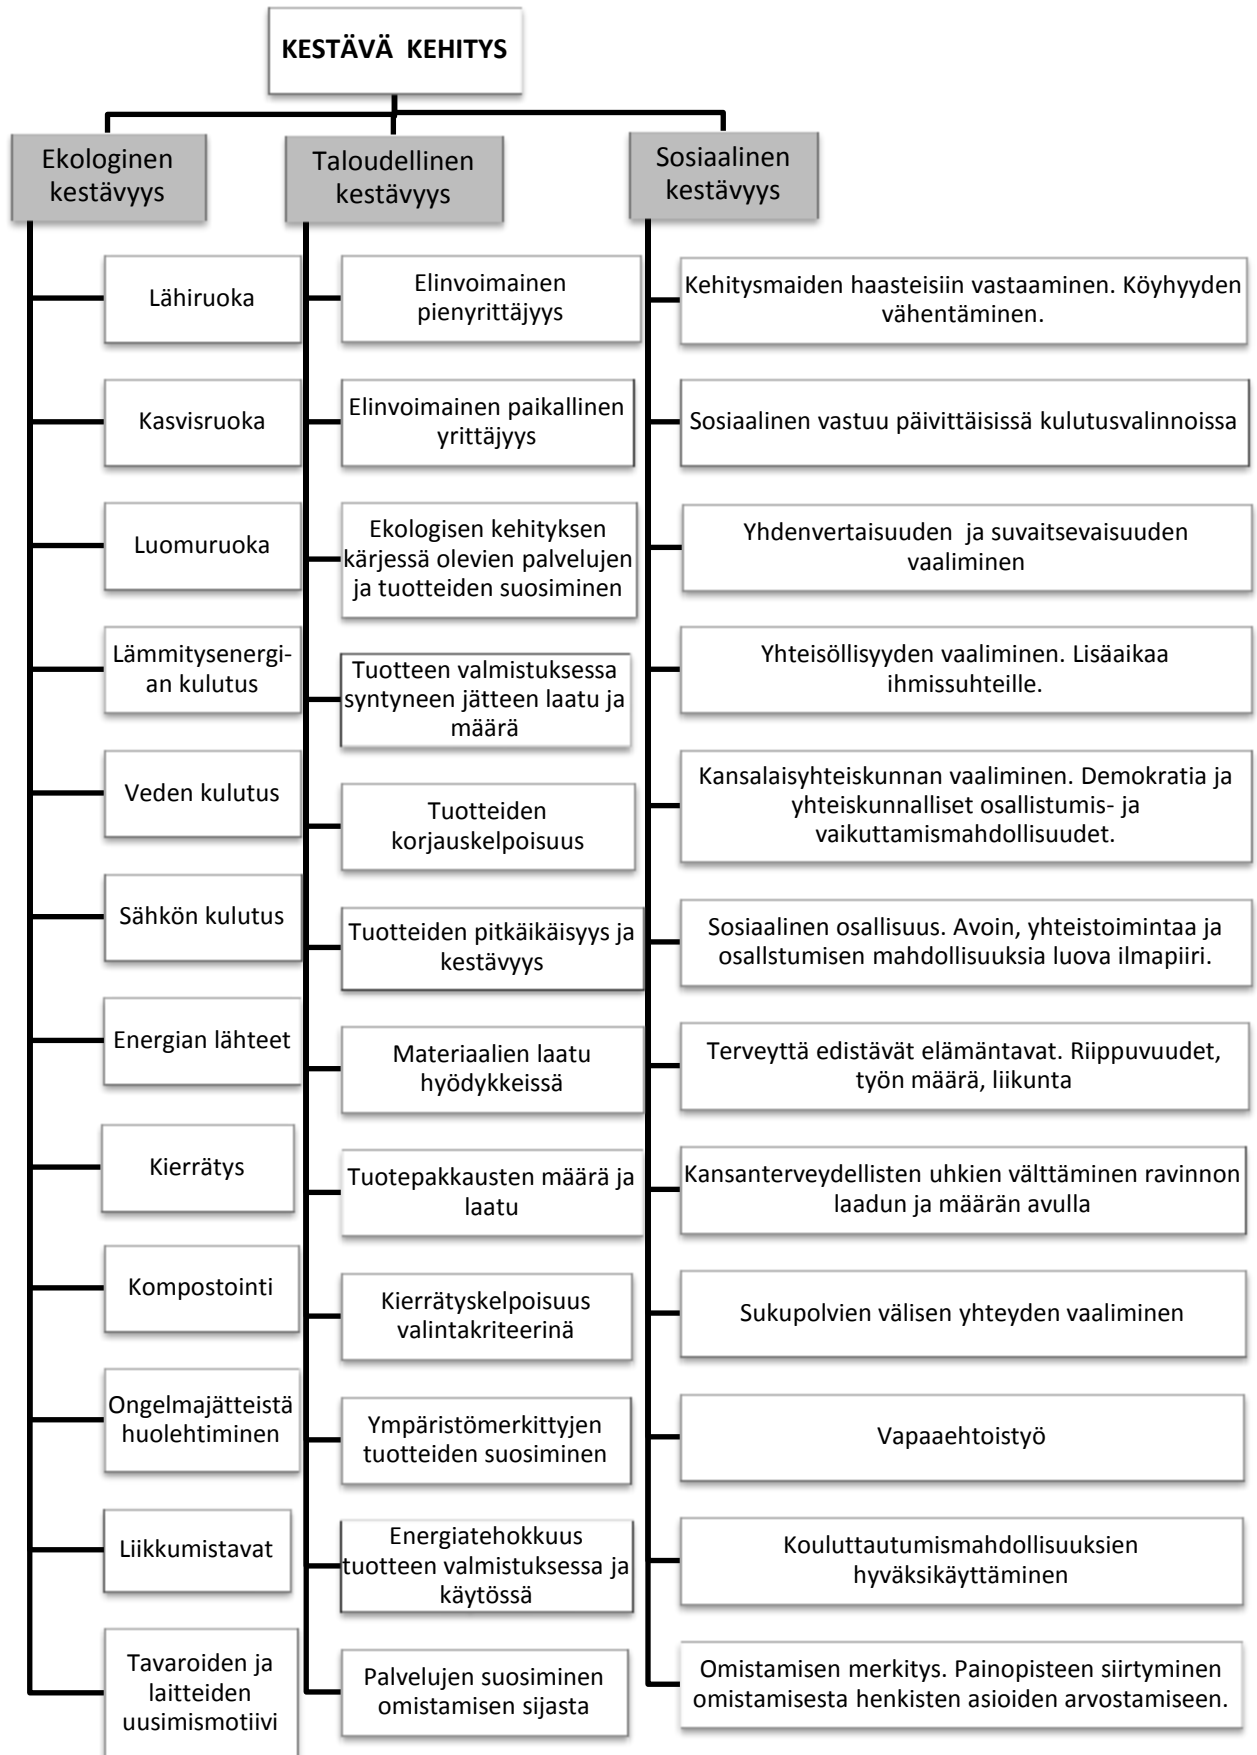 KESTÄVÄ KEHITYS
Ekologinen
kestävyys
Lähiruoka
Kasvisruoka
Luomuruoka
Lämmitysenergi-
an kulutus
Veden kulutus
Sähkön kulutus
Energian lähteet
Kierrätys
Kompostointi
Ongelmajätteistä
huolehtiminen
Liikkumistavat
Tavaroiden ja
laitteiden
uusimismotiivi
Taloudellinen
kestävyys
Elinvoimainen
pienyrittäjyys
Elinvoimainen paikallinen
yrittäjyys
Ekologisen kehityksen
kärjessä olevien palvelujen
ja tuotteiden suosiminen
Tuotteen valmistuksessa
syntyneen jätteen laatu ja
määrä
Tuotteiden
korjauskelpoisuus
Tuotteiden pitkäikäisyys ja
kestävyys
Materiaalien laatu
hyödykkeissä
Tuotepakkausten määrä ja
laatu
Kierrätyskelpoisuus
valintakriteerinä
Ympäristömerkittyjen
tuotteiden suosiminen
Energiatehokkuus
tuotteen valmistuksessa ja
käytössä
Palvelujen suosiminen
omistamisen sijasta
Sosiaalinen
kestävyys
Kehitysmaiden haasteisiin vastaaminen. Köyhyyden
vähentäminen.
Sosiaalinen vastuu päivittäisissä kulutusvalinnoissa
Yhdenvertaisuuden ja suvaitsevaisuuden
vaaliminen
Yhteisöllisyyden vaaliminen. Lisäaikaa
ihmissuhteille.
Kansalaisyhteiskunnan vaaliminen. Demokratia ja
yhteiskunnalliset osallistumis- ja
vaikuttamismahdollisuudet.
Sosiaalinen osallisuus. Avoin, yhteistoimintaa ja
osallstumisen mahdollisuuksia luova ilmapiiri.
Terveyttä edistävät elämäntavat. Riippuvuudet,
työn määrä, liikunta
Kansanterveydellisten uhkien välttäminen ravinnon
laadun ja määrän avulla
Sukupolvien välisen yhteyden vaaliminen
Vapaaehtoistyö
Kouluttautumismahdollisuuksien
hyväksikäyttäminen
Omistamisen merkitys. Painopisteen siirtyminen
omistamisesta henkisten asioiden arvostamiseen.